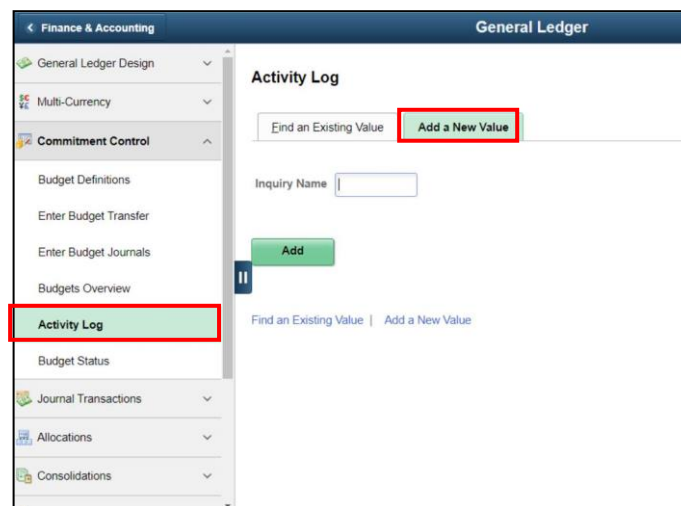 Finance & Accounting
General Ledger
General Ledger Design
Multi-Currency
Commitment Control
Budget Definitions
Enter Budget Transfer
Enter Budget Journals
Budgets Overview
Activity Log
Budget Status
Journal Transactions
Allocations
Consolidations
Activity Log
Find an Existing Value
Add a New Value
Inquiry Name
Add
Find an Existing Value | Add a New Value